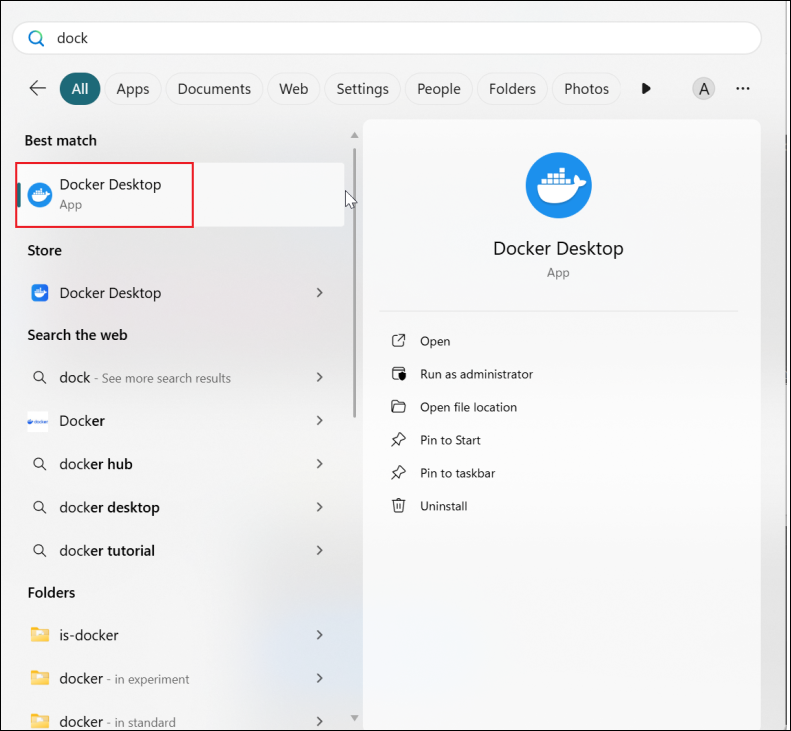 dock
All Apps Documents Web Settings People Folders Photos A
Best match
Docker Desktop
App
Store
Docker Desktop
Search the web
dock - See more search results
docker
Docker
docker hub
docker desktop
docker tutorial
Folders
is-docker
docker - in experiment
docker - in standard
Docker Desktop
App
Open
Run as administrator
Open file location
Pin to Start
Pin to taskbar
Uninstall